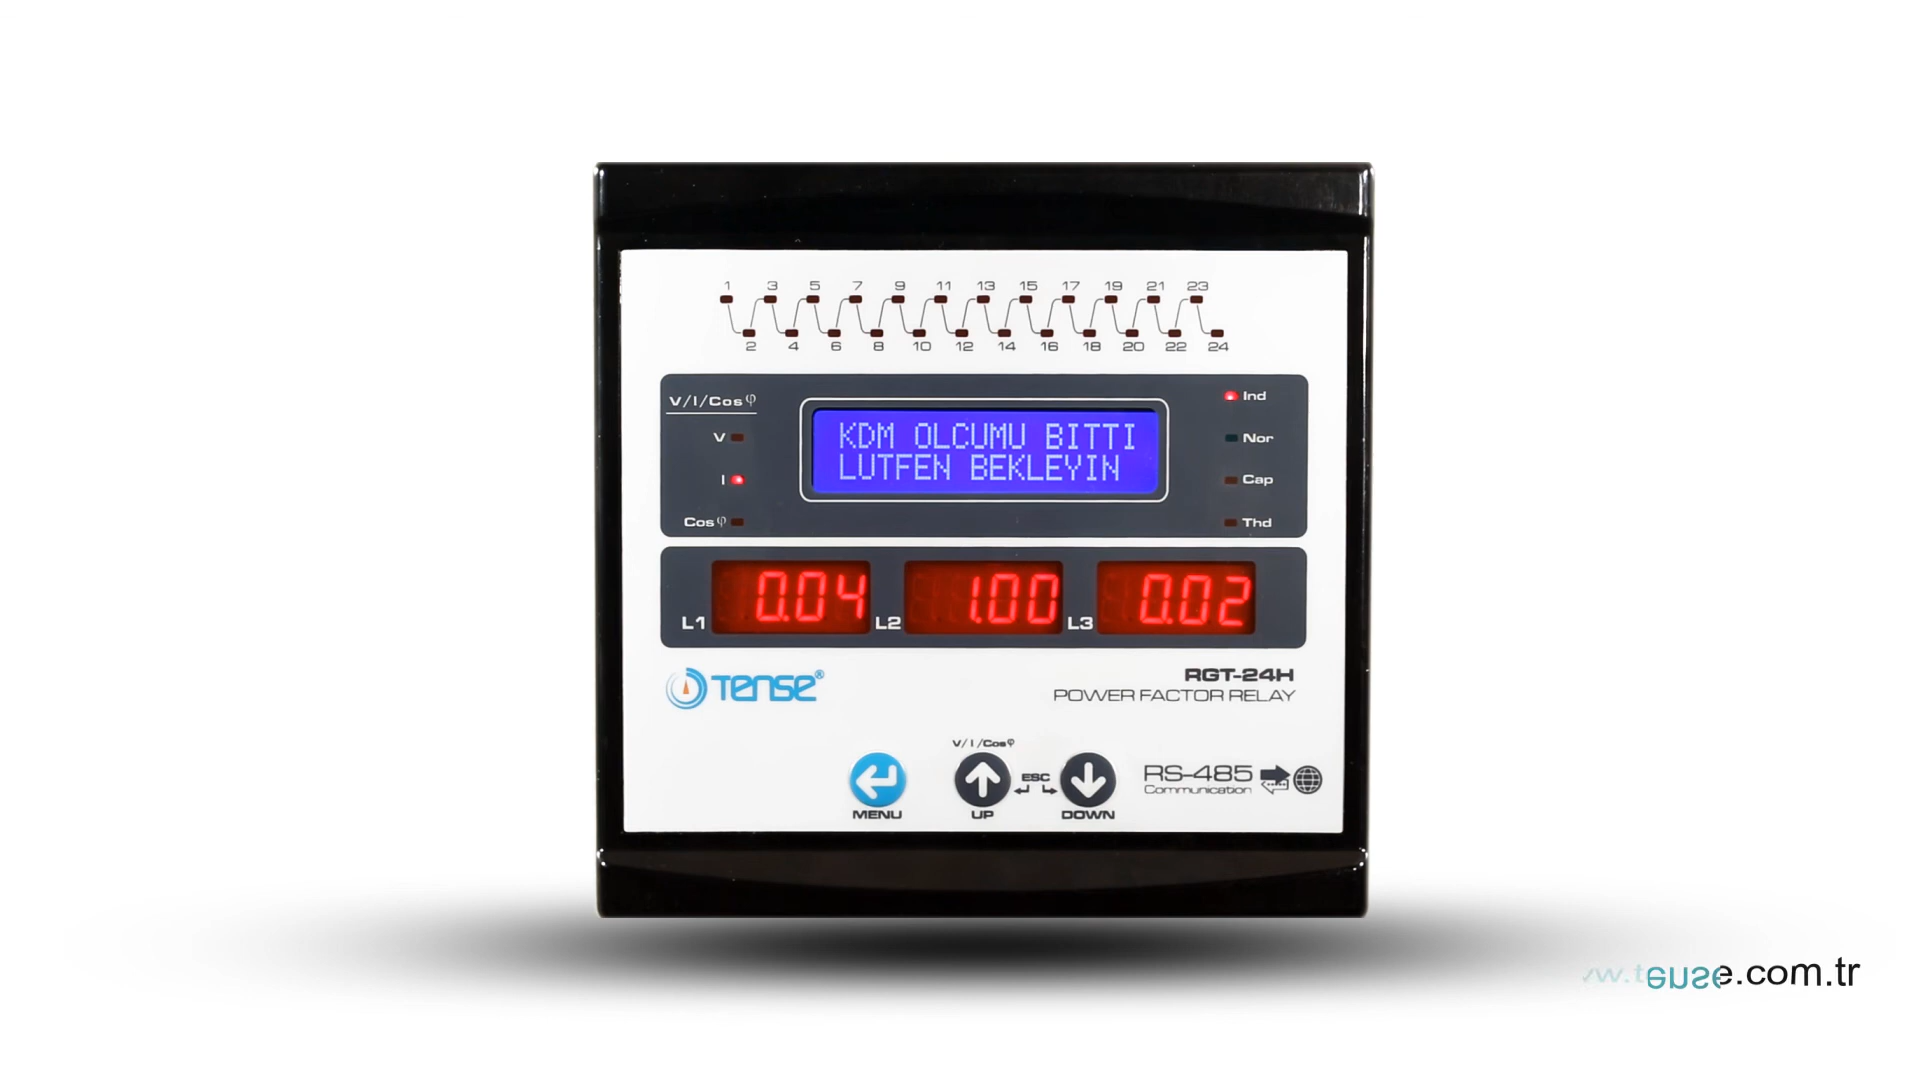 1 3 5 7 9 11 13 15 17 19 21 23
2 4 6 8 10 12 14 16 18 20 22 24
V/I/Cosφ
V
I
Cosφ
KDM OLCUMU BITTI
LUTFEN BEKLEYIN
Ind
Nor
Cap
Thd
L1 0.04 L2 1.00 L3 0.02
TENSE®
RGT-24H
POWER FACTOR RELAY
V/I/Cosφ
ESC
MENU UP DOWN
RS-485
Communication
.com.tr